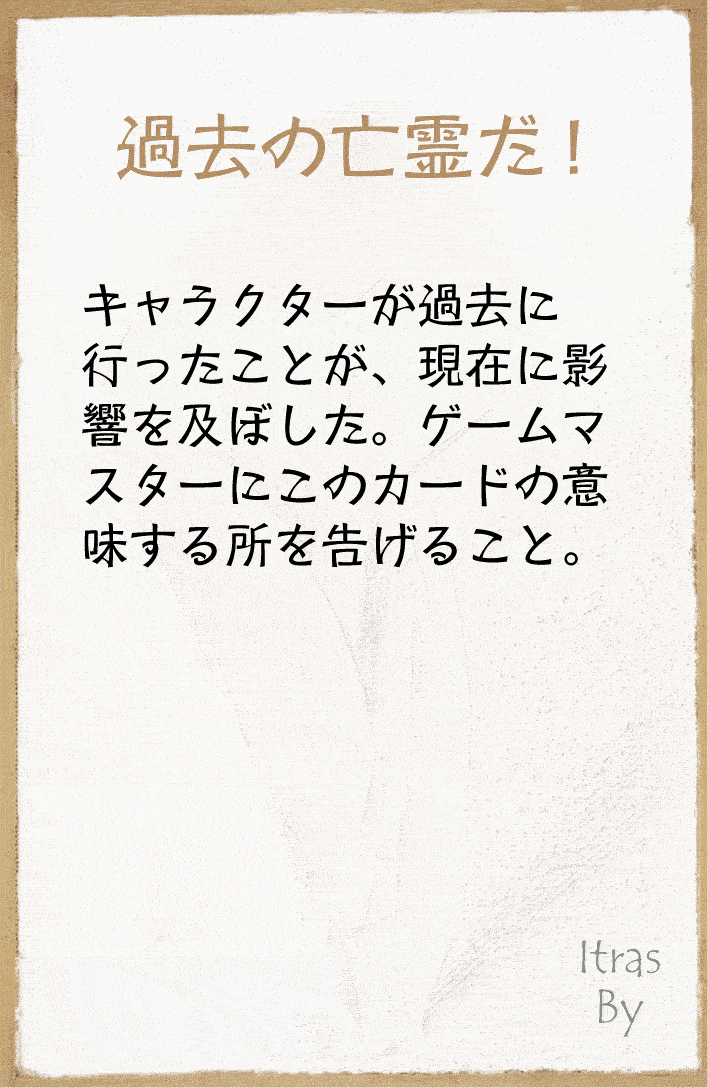 過去の亡霊だ！
キャラクターが過去に
行ったことが、現在に影
響を及ぼした。ゲームマ
スターにこのカードの意
味する所を告げること。
Itras
By